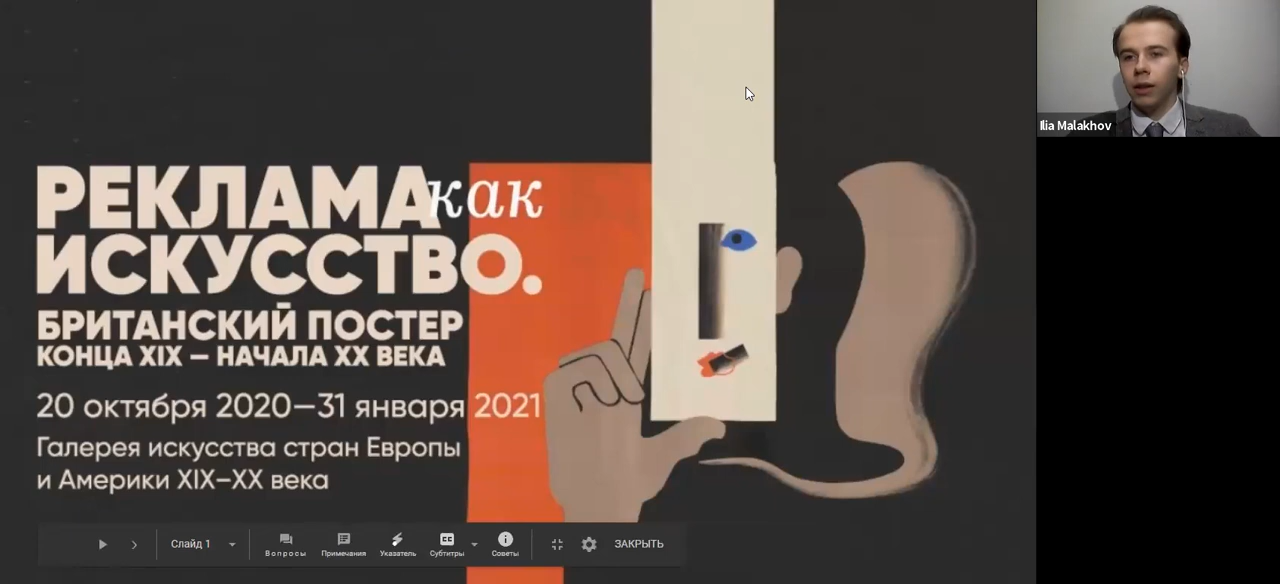 РЕКЛАМА как
ИСКУССТВО.
БРИТАНСКИЙ ПОСТЕР
КОНЦА XIX – НАЧАЛА XX ВЕКА
20 октября 2020–31 января 2021
Галерея искусства стран Европы
и Америки XIX–XX века
Слайд 1
Вопросы
Примечания
Указатель
Субтитры
Советы
ЗАКРЫТЬ
Ilia Malakhov